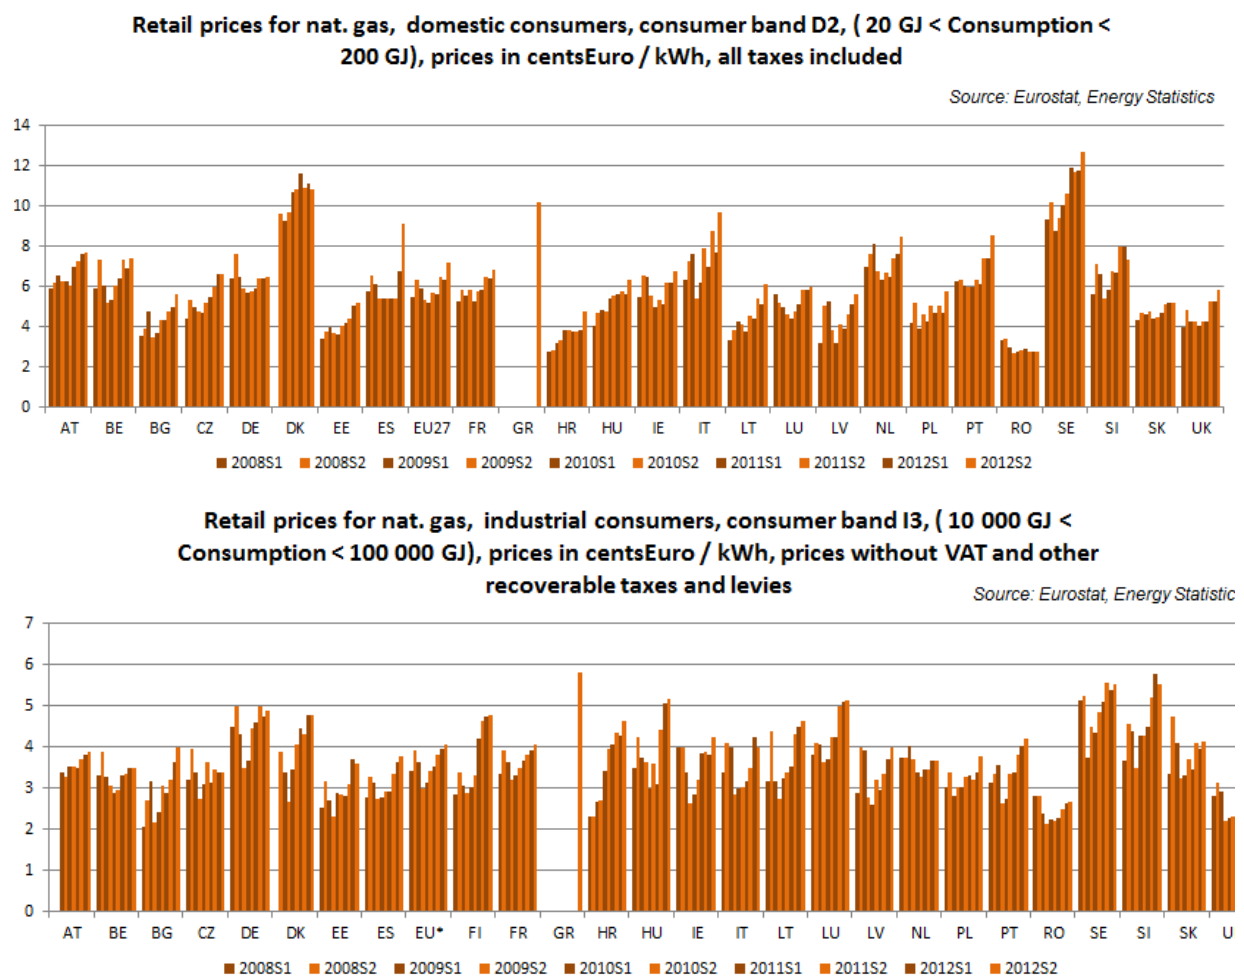 Retail prices for nat. gas, domestic consumers, consumer band D2, ( 20 GJ < Consumption <
200 GJ), prices in centsEuro / kWh, all taxes included
Source: Eurostat, Energy Statistics
14
12
10
8
6
4
2
0
AT BE BG CZ DE DK EE ES EU27 FR GR HR HU IE IT LT LU LV NL PL PT RO SE SI SK UK
2008S1 2008S2 2009S1 2009S2 2010S1 2010S2 2011S1 2011S2 2012S1 2012S2
Retail prices for nat. gas, industrial consumers, consumer band I3, ( 10 000 GJ <
Consumption < 100 000 GJ), prices in centsEuro / kWh, prices without VAT and other
recoverable taxes and levies
Source: Eurostat, Energy Statistic
7
6
5
4
3
2
1
0
AT BE BG CZ DE DK EE ES EU* FI FR GR HR HU IE IT LT LU LV NL PL PT RO SE SI SK U
2008S1 2008S2 2009S1 2009S2 2010S1 2010S2 2011S1 2011S2 2012S1 2012S2